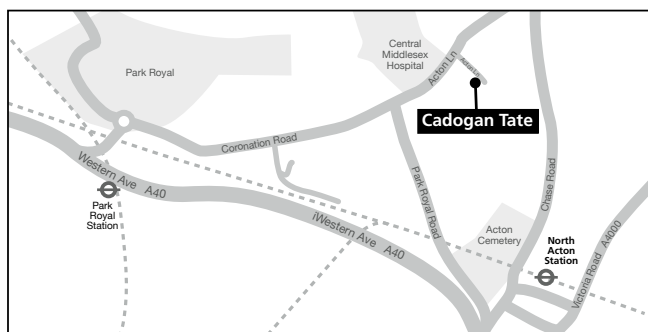 Park Royal
Central
Middlesex
Hospital
Acton Ln
Cadogan Tate
Coronation Road
Western Ave A40
Park
Royal
Station
iWestern Ave A40
Park Royal Road
Chase Road
Acton
Cemetery
North
Acton
Station
Victoria Road A4000